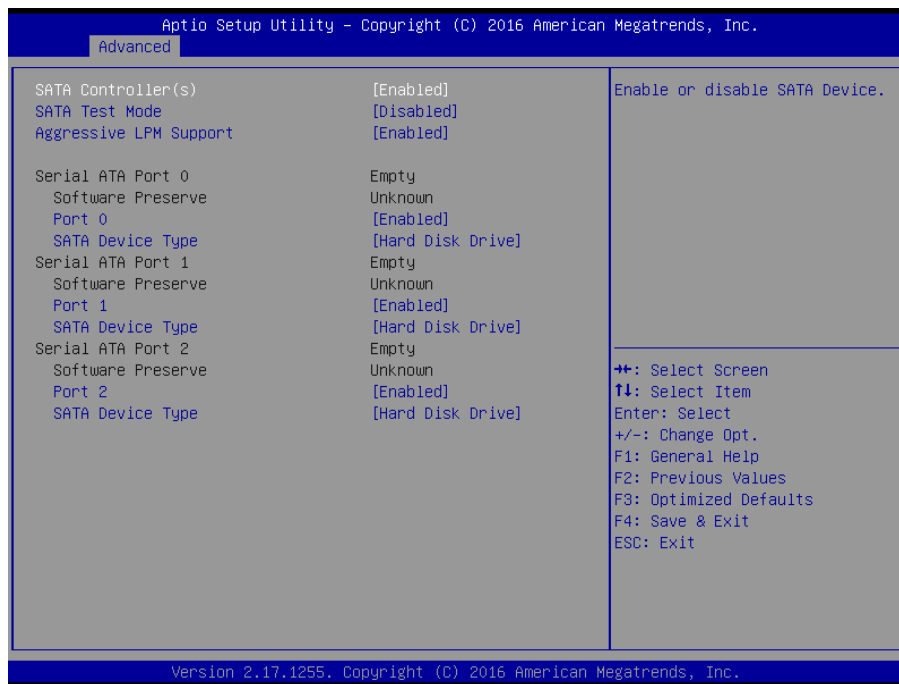 Aptio Setup Utility – Copyright (C) 2016 American Megatrends, Inc.
Advanced
SATA Controller(s) [Enabled]
SATA Test Mode [Disabled]
Aggressive LPM Support [Enabled]
Serial ATA Port 0 Empty
Software Preserve Unknown
Port 0 [Enabled]
SATA Device Type [Hard Disk Drive]
Serial ATA Port 1 Empty
Software Preserve Unknown
Port 1 [Enabled]
SATA Device Type [Hard Disk Drive]
Serial ATA Port 2 Empty
Software Preserve Unknown
Port 2 [Enabled]
SATA Device Type [Hard Disk Drive]
Enable or disable SATA Device.
→←: Select Screen
↑↓: Select Item
Enter: Select
+/-: Change Opt.
F1: General Help
F2: Previous Values
F3: Optimized Defaults
F4: Save & Exit
ESC: Exit
Version 2.17.1255. Copyright (C) 2016 American Megatrends, Inc.